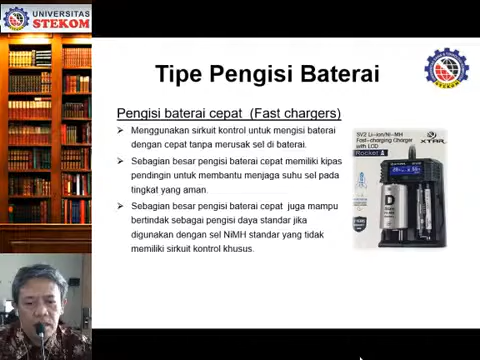 UNIVERSITAS
STEKOM
Tipe Pengisi Baterai
Pengisi baterai cepat (Fast chargers)
➤ Menggunakan sirkuit kontrol untuk mengisi baterai
dengan cepat tanpa merusak sel di baterai.
➤ Sebagian besar pengisi baterai cepat memiliki kipas
pendingin untuk membantu menjaga suhu sel pada
tingkat yang aman.
➤ Sebagian besar pengisi baterai cepat juga mampu
bertindak sebagai pengisi daya standar jika
digunakan dengan sel NiMH standar yang tidak
memiliki sirkuit kontrol khusus.
SV2 Li-ion/Ni-MH
Fast-charging Charger
with LCD
Rocket
XTAR
D